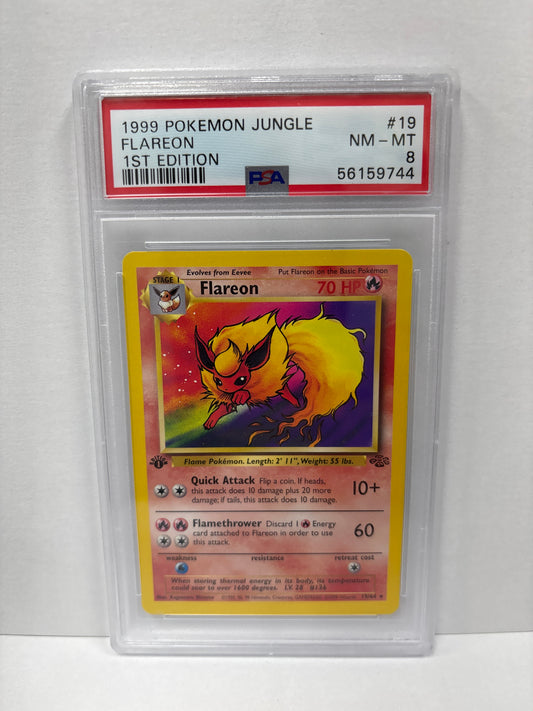 1999 POKEMON JUNGLE #19
FLAREON NM - MT
1ST EDITION 8
PSA 56159744
STAGE 1
Evolves from Eevee
Put Flareon on the Basic Pokémon
Flareon 70 HP
Flame Pokémon. Length: 2' 11", Weight: 55 lbs.
EDITION 1
Quick Attack Flip a coin. If heads,
this attack does 10 damage plus 20 more
damage; if tails, this attack does 10 damage.
10+
Flamethrower Discard 1 Energy
card attached to Flareon in order to use
this attack.
60
weakness resistance retreat cost
When storing thermal energy in its body, its temperature
could soar to over 1600 degrees. LV. 28 #136
19/64 ★